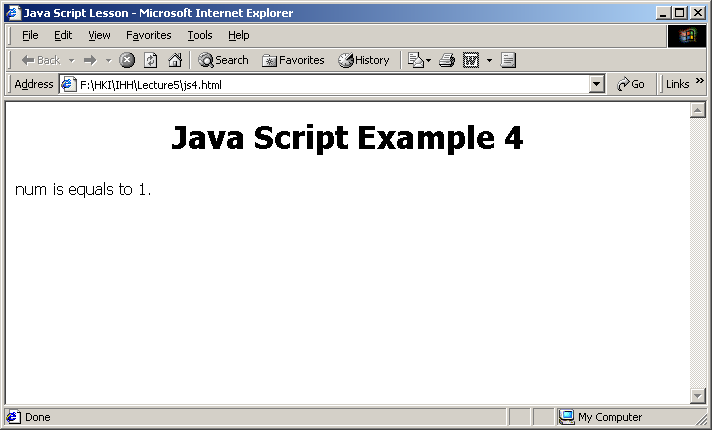 Java Script Lesson - Microsoft Internet Explorer
File Edit View Favorites Tools Help
Back Search Favorites History
Address F:\HKI\IHH\Lecture5\js4.html Go Links »
Java Script Example 4
num is equals to 1.
Done My Computer